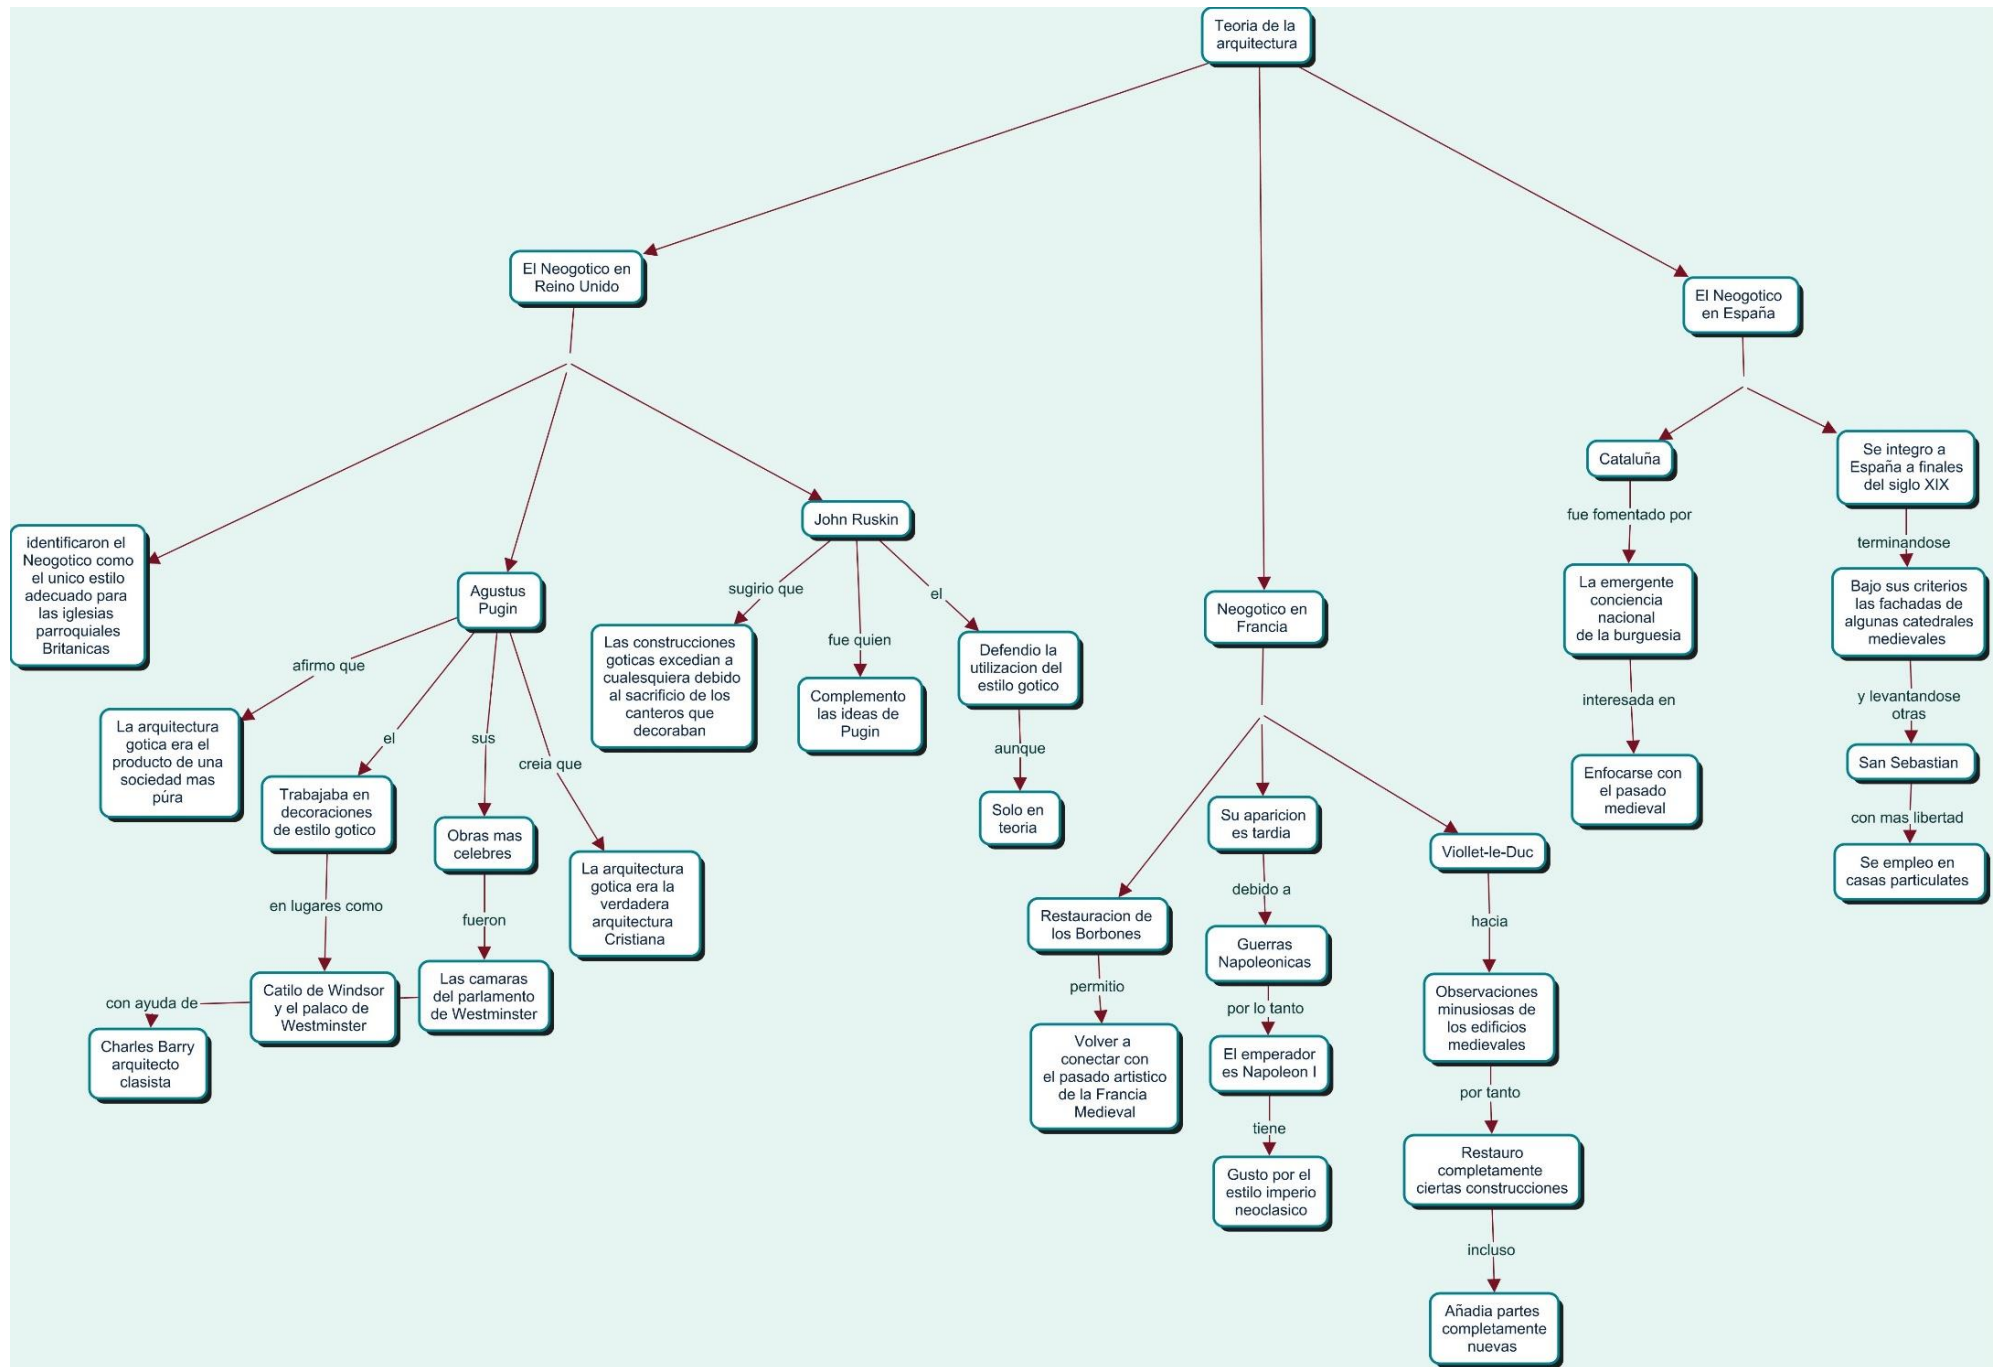 Teoria de la
arquitectura
El Neogotico en
Reino Unido
identificaron el
Neogotico como
el unico estilo
adecuado para
las iglesias
parroquiales
Britanicas
Agustus
Pugin
afirmo que
La arquitectura
gotica era el
producto de una
sociedad mas
púra
el
Trabajaba en
decoraciones
de estilo gotico
en lugares como
Catilo de Windsor
y el palaco de
Westminster
sus
Obras mas
celebres
fueron
Las camaras
del parlamento
de Westminster
con ayuda de
Charles Barry
arquitecto
clasista
creia que
La arquitectura
gotica era la
verdadera
arquitectura
Cristiana
John Ruskin
sugirio que
Las construcciones
goticas excedian a
cualesquiera debido
al sacrificio de los
canteros que
decoraban
fue quien
Complemento
las ideas de
Pugin
el
Defendio la
utilizacion del
estilo gotico
aunque
Solo en
teoria
Neogotico en
Francia
Restauracion de
los Borbones
permitio
Volver a
conectar con
el pasado artistico
de la Francia
Medieval
Su aparicion
es tardia
debido a
Guerras
Napoleonicas
por lo tanto
El emperador
es Napoleon I
tiene
Gusto por el
estilo imperio
neoclasico
Viollet-le-Duc
hacia
Observaciones
minusiosas de
los edificios
medievales
por tanto
Restauro
completamente
ciertas construcciones
incluso
Añadia partes
completamente
nuevas
El Neogotico
en España
Cataluña
fue fomentado por
La emergente
conciencia
nacional
de la burguesia
interesada en
Enfocarse con
el pasado
medieval
Se integro a
España a finales
del siglo XIX
terminandose
Bajo sus criterios
las fachadas de
algunas catedrales
medievales
y levantandose
otras
San Sebastian
con mas libertad
Se empleo en
casas particulates